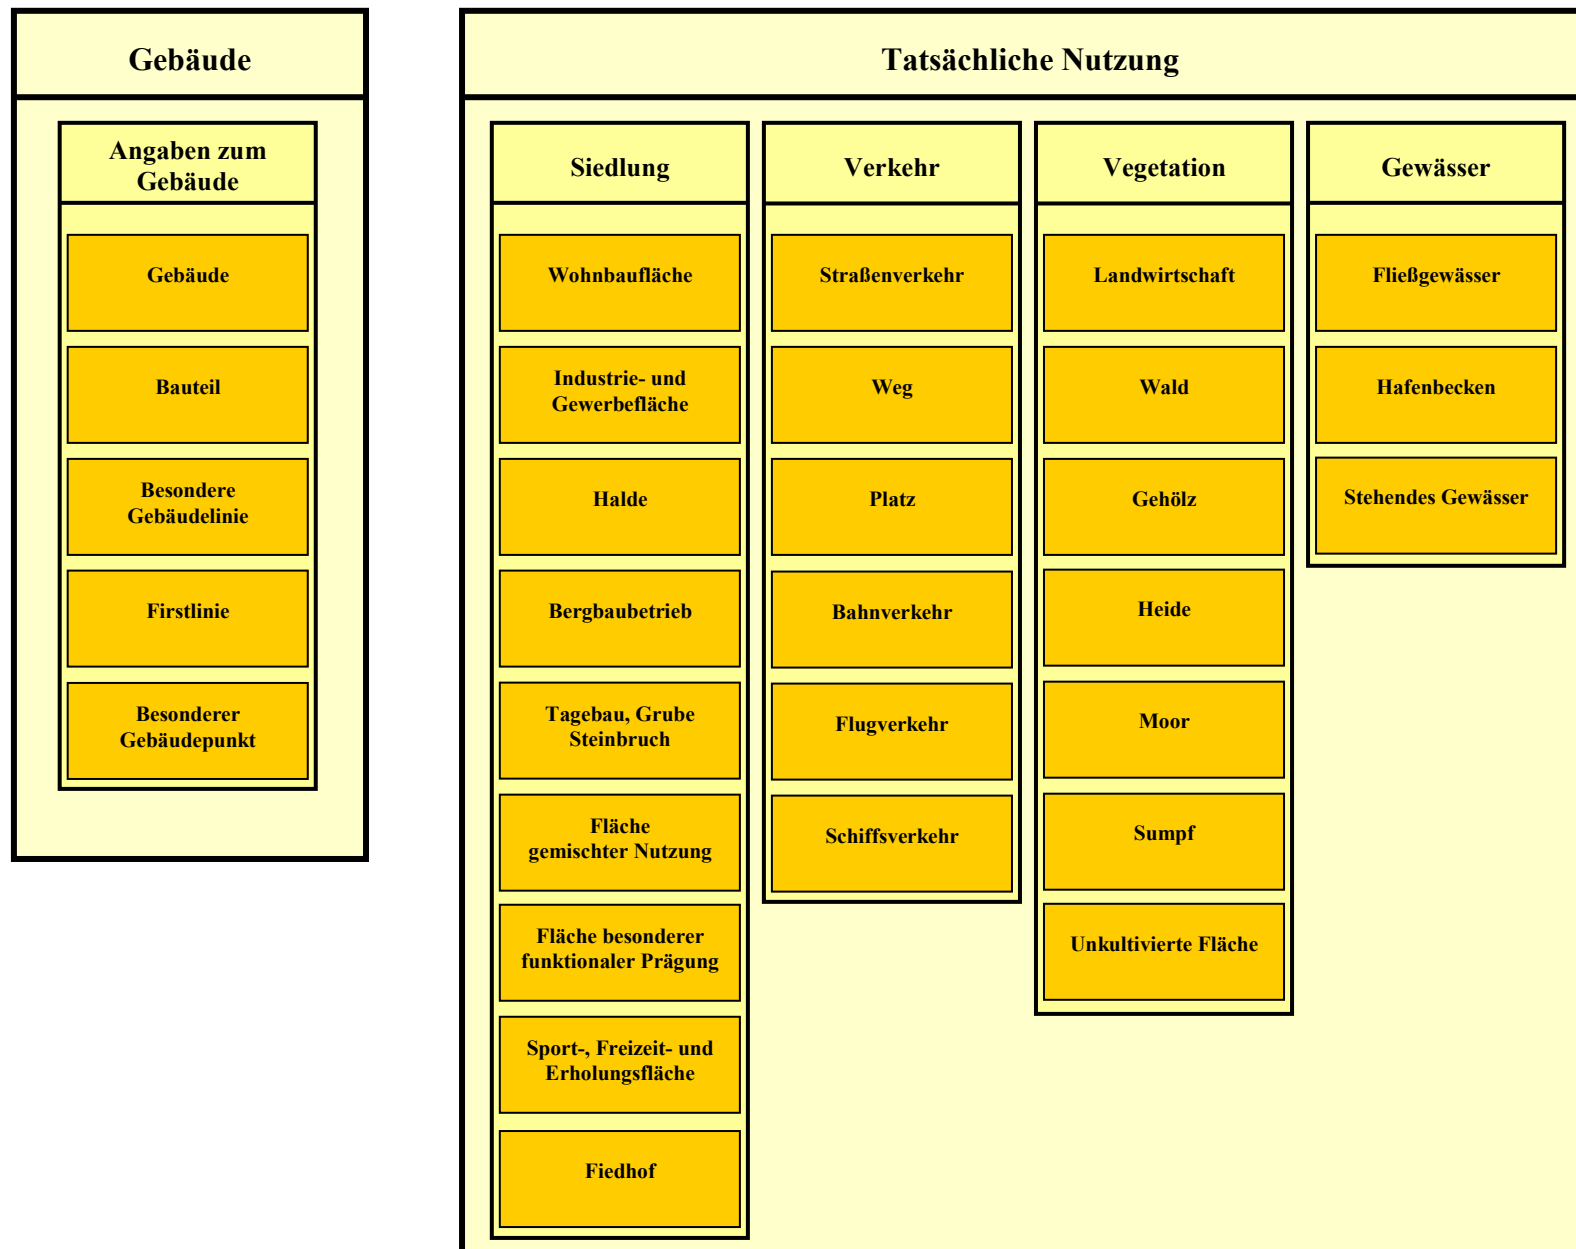 Gebäude
Angaben zum
Gebäude
Gebäude
Bauteil
Besondere
Gebäudelinie
Firstlinie
Besonderer
Gebäudepunkt
Tatsächliche Nutzung
Siedlung
Wohnbaufläche
Industrie- und
Gewerbefläche
Halde
Bergbaubetrieb
Tagebau, Grube
Steinbruch
Fläche
gemischter Nutzung
Fläche besonderer
funktionaler Prägung
Sport-, Freizeit- und
Erholungsfläche
Fiedhof
Verkehr
Straßenverkehr
Weg
Platz
Bahnverkehr
Flugverkehr
Schiffsverkehr
Vegetation
Landwirtschaft
Wald
Gehölz
Heide
Moor
Sumpf
Unkultivierte Fläche
Gewässer
Fließgewässer
Hafenbecken
Stehendes Gewässer